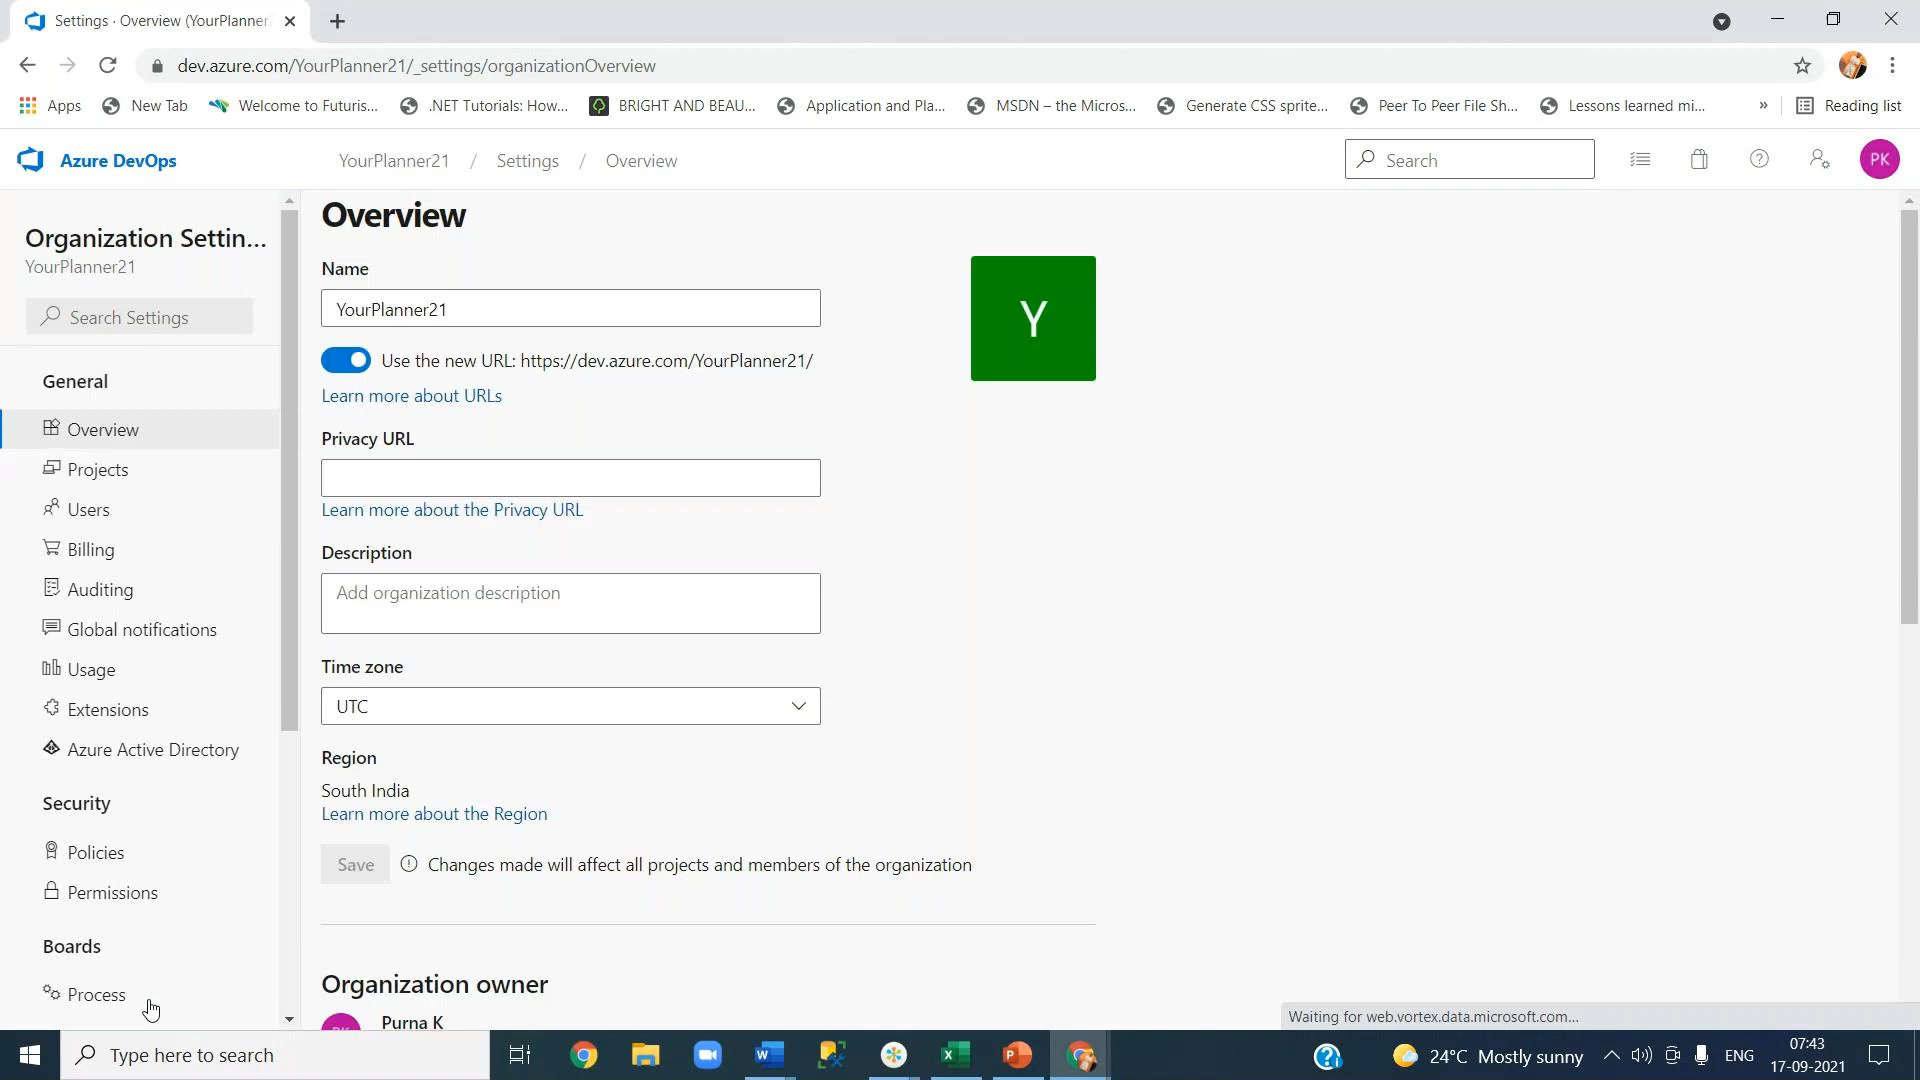 Settings · Overview (YourPlanner
dev.azure.com/YourPlanner21/_settings/organizationOverview
Apps New Tab Welcome to Futuris... .NET Tutorials: How... BRIGHT AND BEAU... Application and Pla... MSDN – the Micros... Generate CSS sprite... Peer To Peer File Sh... Lessons learned mi... » Reading list
Azure DevOps YourPlanner21 / Settings / Overview Search PK
Organization Settin...
YourPlanner21
Search Settings
General
Overview
Projects
Users
Billing
Auditing
Global notifications
Usage
Extensions
Azure Active Directory
Security
Policies
Permissions
Boards
Process
Overview
Name
YourPlanner21
Y
Use the new URL: https://dev.azure.com/YourPlanner21/
Learn more about URLs
Privacy URL
Learn more about the Privacy URL
Description
Add organization description
Time zone
UTC
Region
South India
Learn more about the Region
Save Changes made will affect all projects and members of the organization
Organization owner
PK Purna K
Waiting for web.vortex.data.microsoft.com...
Type here to search
24°C Mostly sunny ENG
07:43
17-09-2021